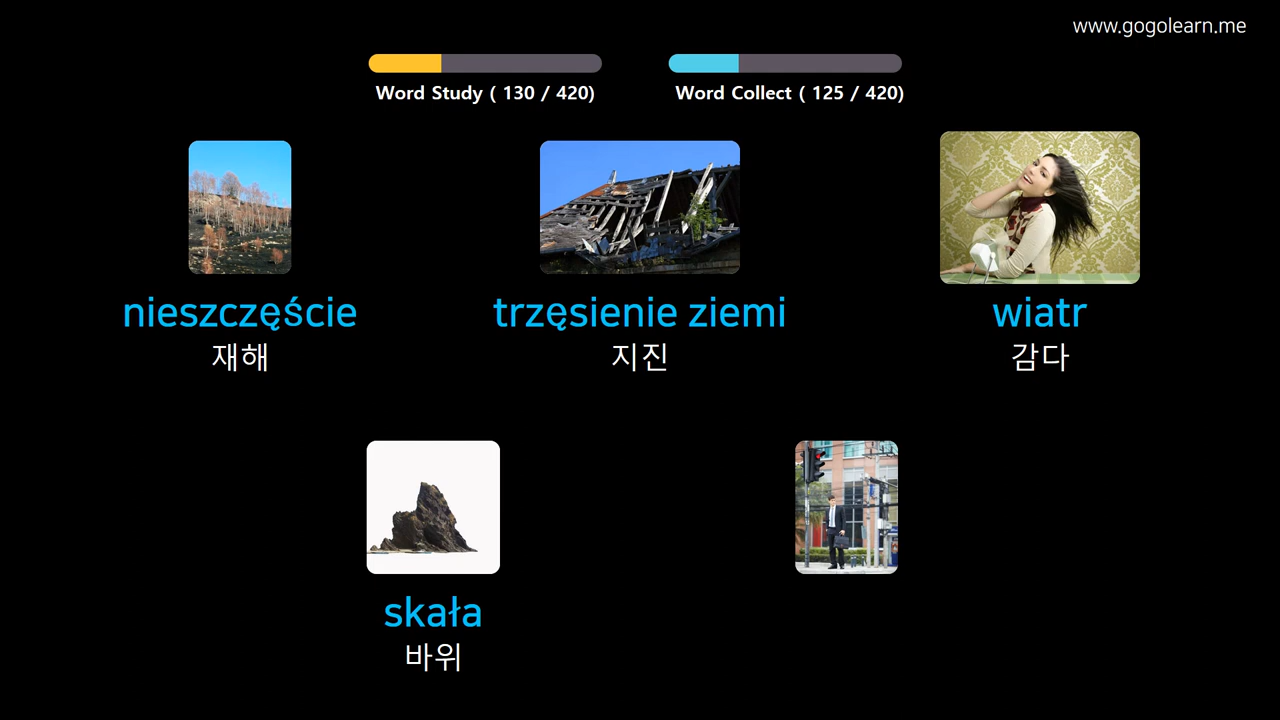 www.gogolearn.me
Word Study ( 130 / 420)
Word Collect ( 125 / 420)
nieszczęście
재해
trzęsienie ziemi
지진
wiatr
감다
skała
바위